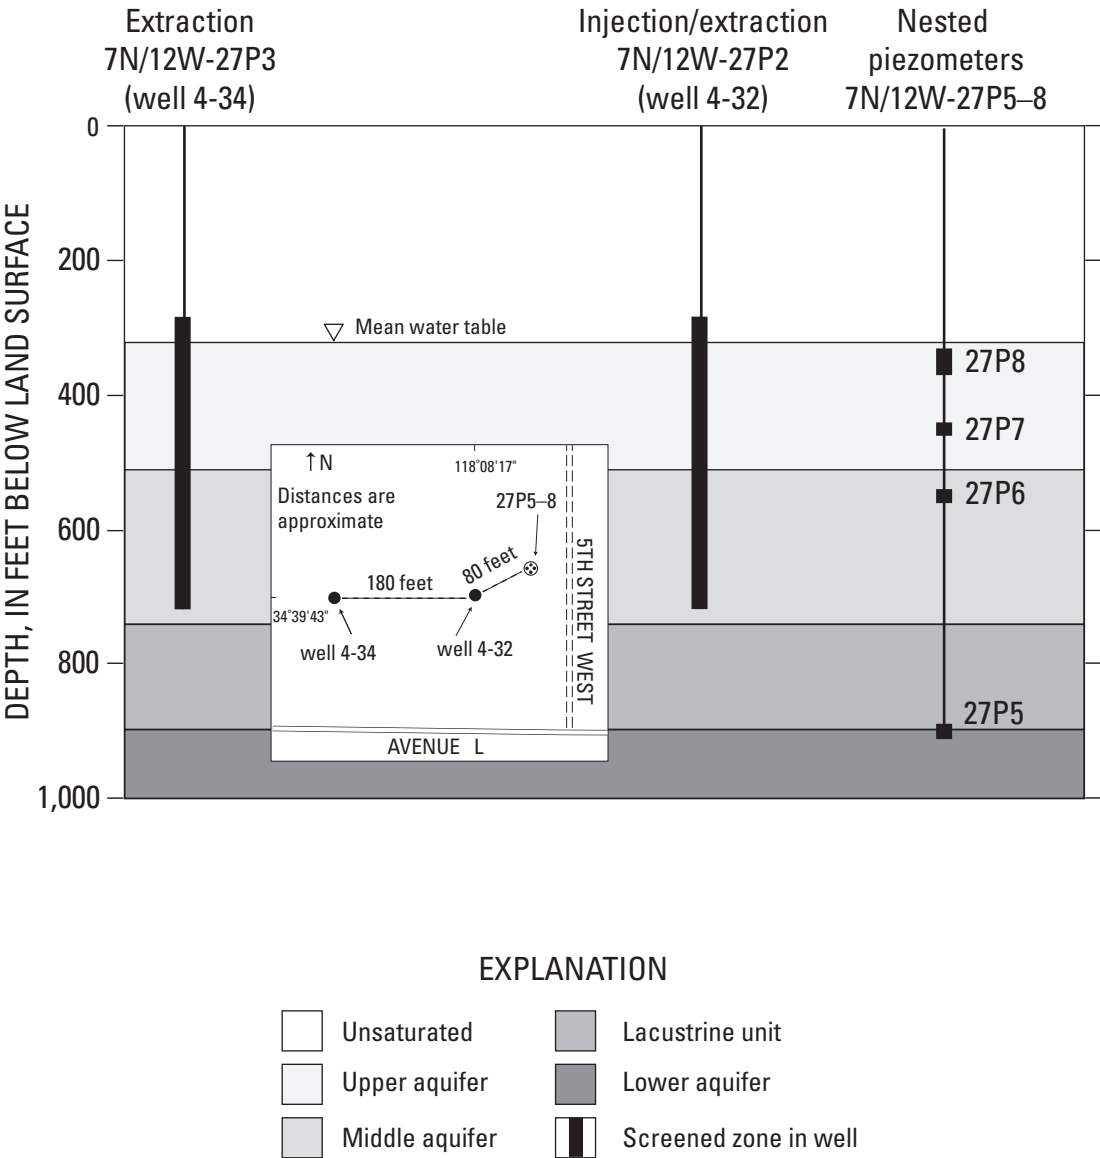 Extraction
7N/12W-27P3
(well 4-34)
Injection/extraction
7N/12W-27P2
(well 4-32)
Nested
piezometers
7N/12W-27P5–8
DEPTH, IN FEET BELOW LAND SURFACE
0
200
400
600
800
1,000
Mean water table
27P8
27P7
27P6
27P5
↑N
118°08'17"
Distances are
approximate
27P5–8
180 feet
80 feet
34°39'43"
well 4-34
well 4-32
5TH STREET WEST
AVENUE L
EXPLANATION
Unsaturated
Upper aquifer
Middle aquifer
Lacustrine unit
Lower aquifer
Screened zone in well